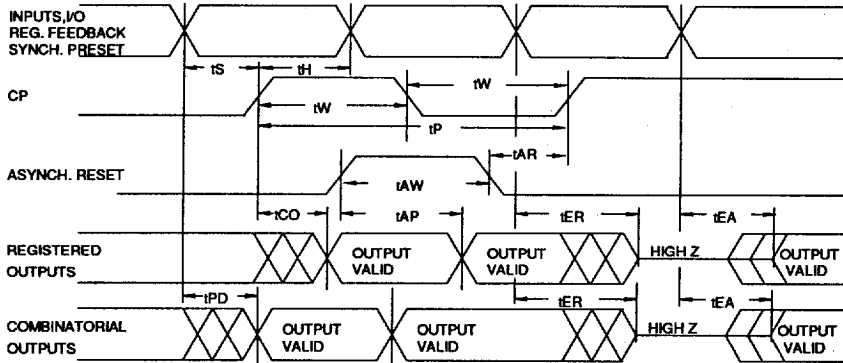 INPUTS,I/O
REG. FEEDBACK
SYNCH. PRESET
tS
tH
CP
tW
tW
tP
tAR
ASYNCH. RESET
tAW
tCO
tAP
tER
tEA
REGISTERED
OUTPUTS
OUTPUT
VALID
OUTPUT
VALID
HIGH Z
OUTPUT
VALID
tPD
tER
tEA
COMBINATORIAL
OUTPUTS
OUTPUT
VALID
OUTPUT
VALID
HIGH Z
OUTPUT
VALID